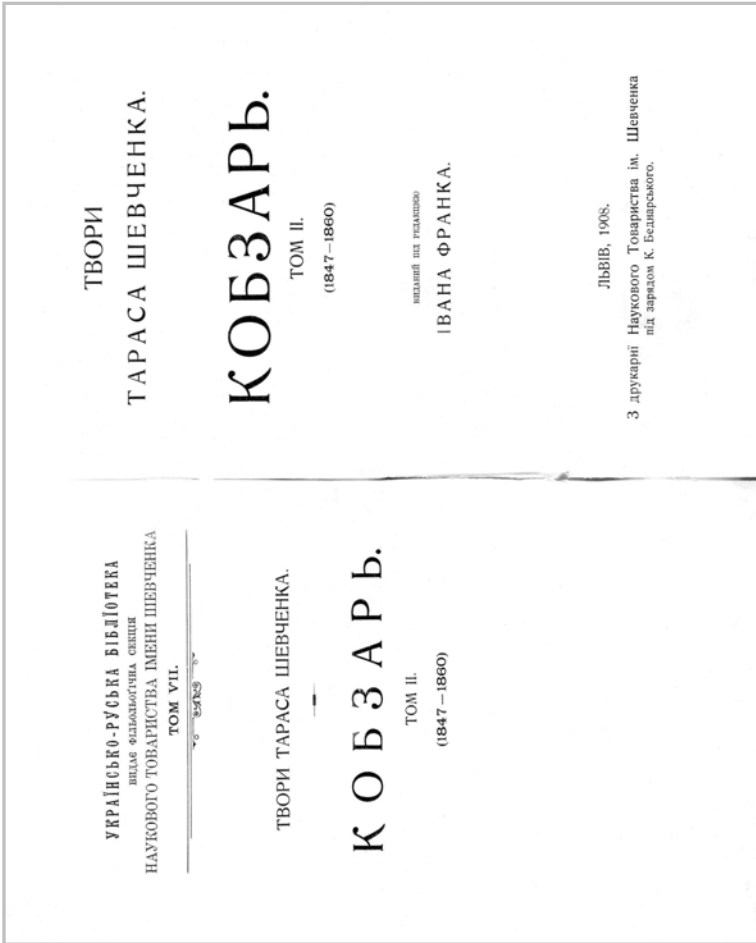 УКРАЇНСЬКО-РУСЬКА БІБЛЇОТЕКА
ВИДАЄ ФІЛЬОЛЬОҐІЧНА СЕКЦІЯ
НАУКОВОГО ТОВАРИСТВА ІМЕНИ ШЕВЧЕНКА
ТОМ VII.
ТВОРИ ТАРАСА ШЕВЧЕНКА.
КОБЗАРЬ.
ТОМ II.
(1847–1860)
ТВОРИ
ТАРАСА ШЕВЧЕНКА.
КОБЗАРЬ.
ТОМ II.
(1847–1860)
ВИДАНИЙ ПІД РЕДАКЦИЄЮ
ІВАНА ФРАНКА.
ЛЬВІВ, 1908.
З друкарні Наукового Товариства ім. Шевченка
під зарядом К. Беднарського.